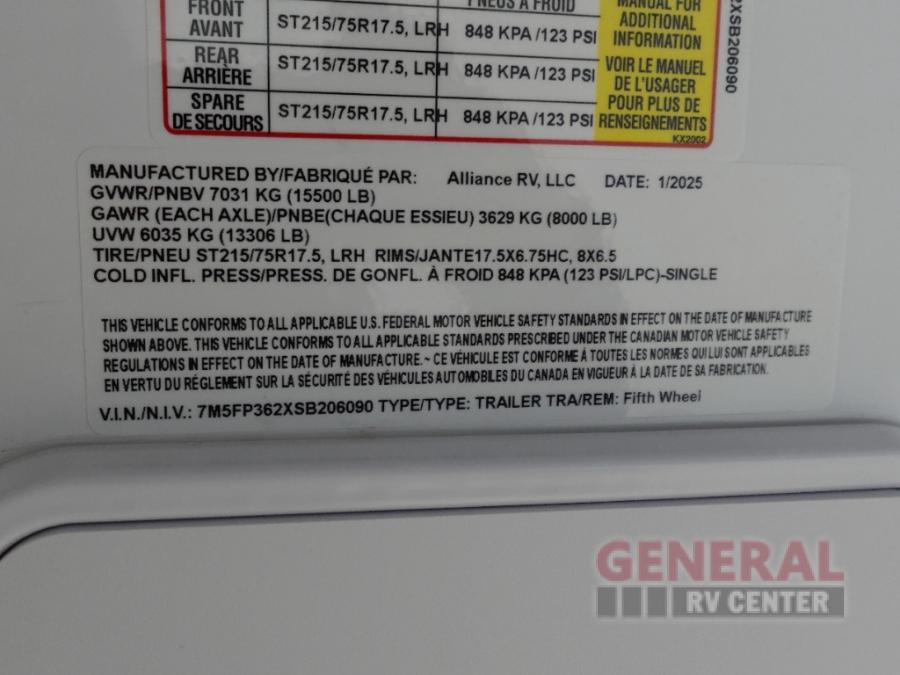 PNEUS À FROID
MANUAL FOR
FRONT
AVANT
ST215/75R17.5, LRH 848 KPA /123 PSI
ADDITIONAL
INFORMATION
REAR
ARRIÈRE
ST215/75R17.5, LRH 848 KPA /123 PSI
VOIR LE MANUEL
DE L'USAGER
POUR PLUS DE
RENSEIGNEMENTS
SPARE
DE SECOURS
ST215/75R17.5, LRH 848 KPA /123 PSI
KX2002
2XSB206090
MANUFACTURED BY/FABRIQUÉ PAR: Alliance RV, LLC DATE: 1/2025
GVWR/PNBV 7031 KG (15500 LB)
GAWR (EACH AXLE)/PNBE(CHAQUE ESSIEU) 3629 KG (8000 LB)
UVW 6035 KG (13306 LB)
TIRE/PNEU ST215/75R17.5, LRH RIMS/JANTE17.5X6.75HC, 8X6.5
COLD INFL. PRESS/PRESS. DE GONFL. À FROID 848 KPA (123 PSI/LPC)-SINGLE
THIS VEHICLE CONFORMS TO ALL APPLICABLE U.S. FEDERAL MOTOR VEHICLE SAFETY STANDARDS IN EFFECT ON THE DATE OF MANUFACTURE
SHOWN ABOVE. THIS VEHICLE CONFORMS TO ALL APPLICABLE STANDARDS PRESCRIBED UNDER THE CANADIAN MOTOR VEHICLE SAFETY
REGULATIONS IN EFFECT ON THE DATE OF MANUFACTURE.~ CE VÉHICULE EST CONFORME À TOUTES LES NORMES QUI LUI SONT APPLICABLES
EN VERTU DU RÉGLEMENT SUR LA SÉCURITÉ DES VÉHICULES AUTOMOBILES DU CANADA EN VIGUEUR À LA DATE DE SA FABRICATION.
V.I.N./N.I.V.: 7M5FP362XSB206090 TYPE/TYPE: TRAILER TRA/REM: Fifth Wheel
GENERAL
RV CENTER